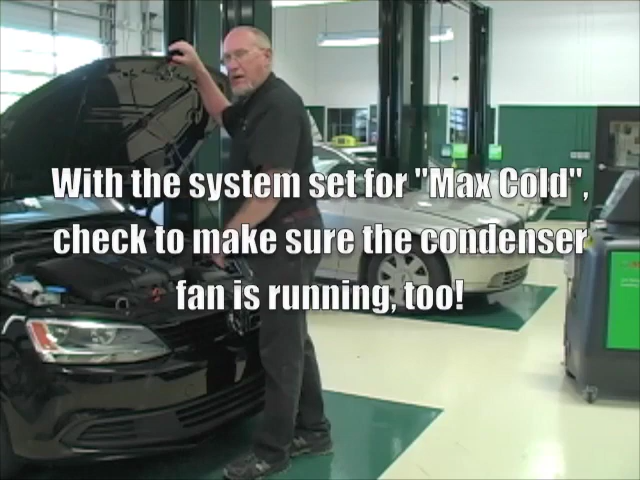 With the system set for "Max Cold",
check to make sure the condenser
fan is running, too!